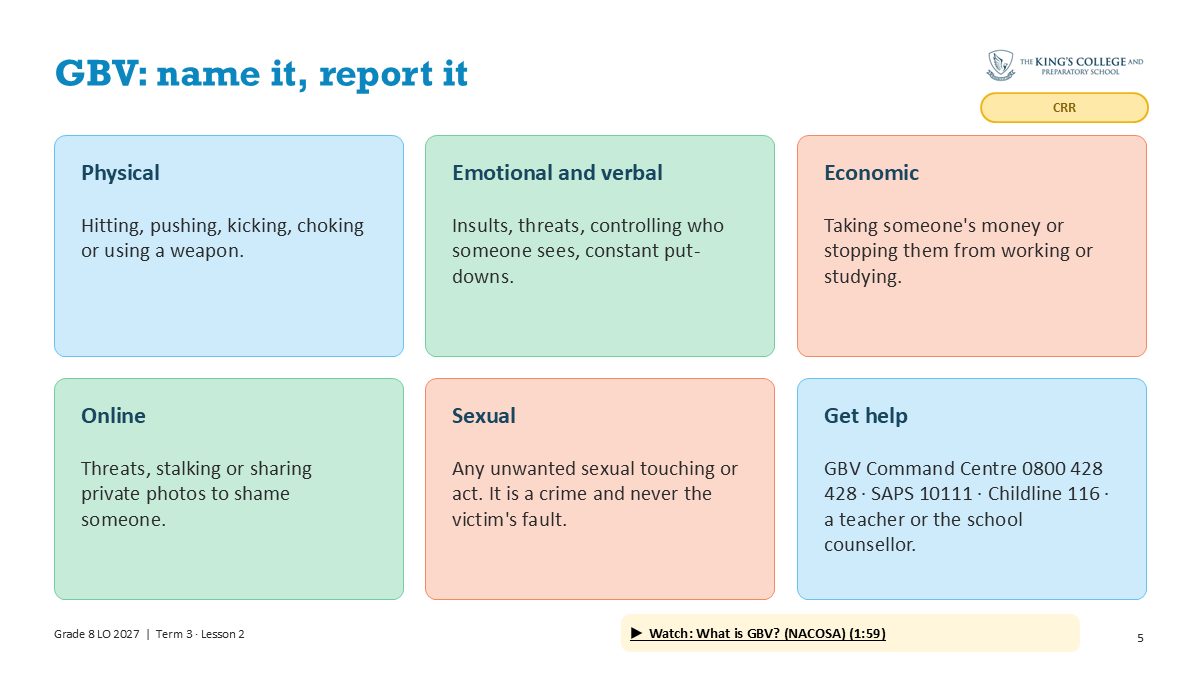 GBV: name it, report it
THE KING'S COLLEGE AND
PREPARATORY SCHOOL
CRR
Physical
Hitting, pushing, kicking, choking
or using a weapon.
Emotional and verbal
Insults, threats, controlling who
someone sees, constant put-
downs.
Economic
Taking someone's money or
stopping them from working or
studying.
Online
Threats, stalking or sharing
private photos to shame
someone.
Sexual
Any unwanted sexual touching or
act. It is a crime and never the
victim's fault.
Get help
GBV Command Centre 0800 428
428 · SAPS 10111 · Childline 116 ·
a teacher or the school
counsellor.
Grade 8 LO 2027 | Term 3 · Lesson 2
▶ Watch: What is GBV? (NACOSA) (1:59)
5